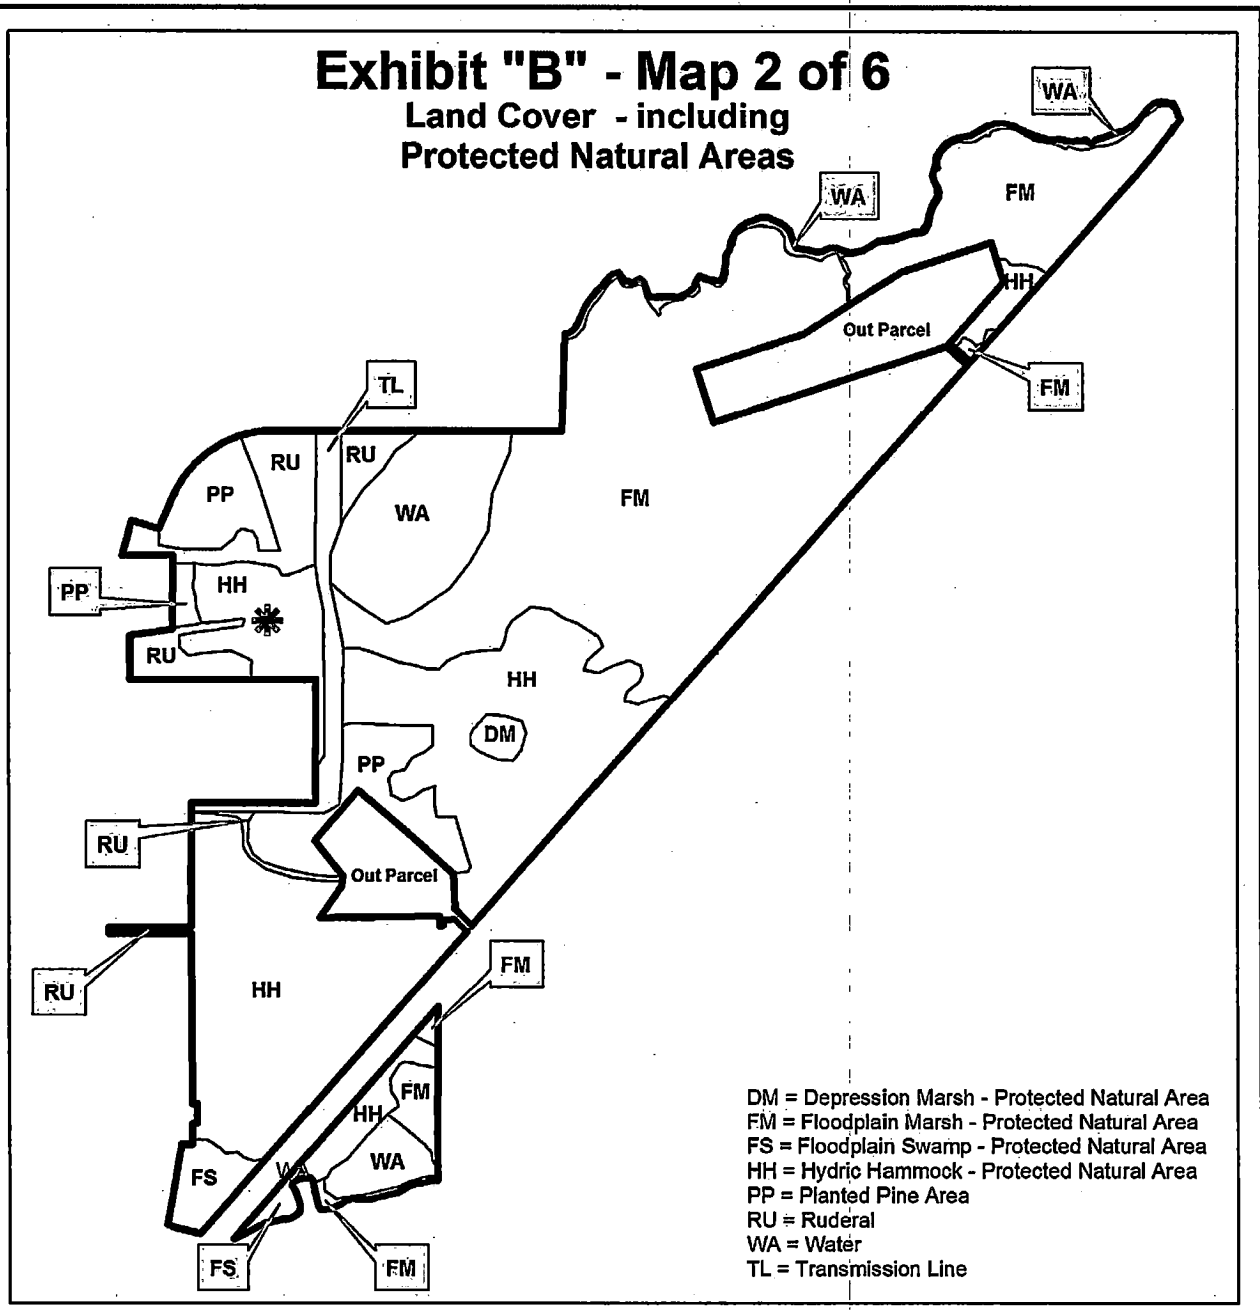 Exhibit "B" - Map 2 of 6
Land Cover - including
Protected Natural Areas
WA
WA
FM
HH
Out Parcel
FM
TL
RU
RU
PP
WA
FM
PP
HH
RU
HH
DM
PP
RU
Out Parcel
RU
HH
FM
FM
HH
WA
WA
FS
FS
FM
DM = Depression Marsh - Protected Natural Area
FM = Floodplain Marsh - Protected Natural Area
FS = Floodplain Swamp - Protected Natural Area
HH = Hydric Hammock - Protected Natural Area
PP = Planted Pine Area
RU = Ruderal
WA = Water
TL = Transmission Line